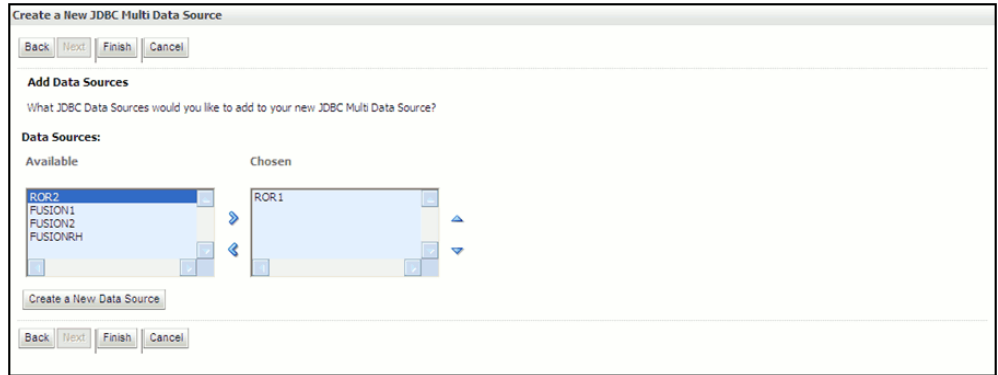 Create a New JDBC Multi Data Source
Back Next Finish Cancel
Add Data Sources
What JDBC Data Sources would you like to add to your new JDBC Multi Data Source?
Data Sources:
Available Chosen
ROR2 ROR1
FUSION1
FUSION2
FUSIONRH
Create a New Data Source
Back Next Finish Cancel